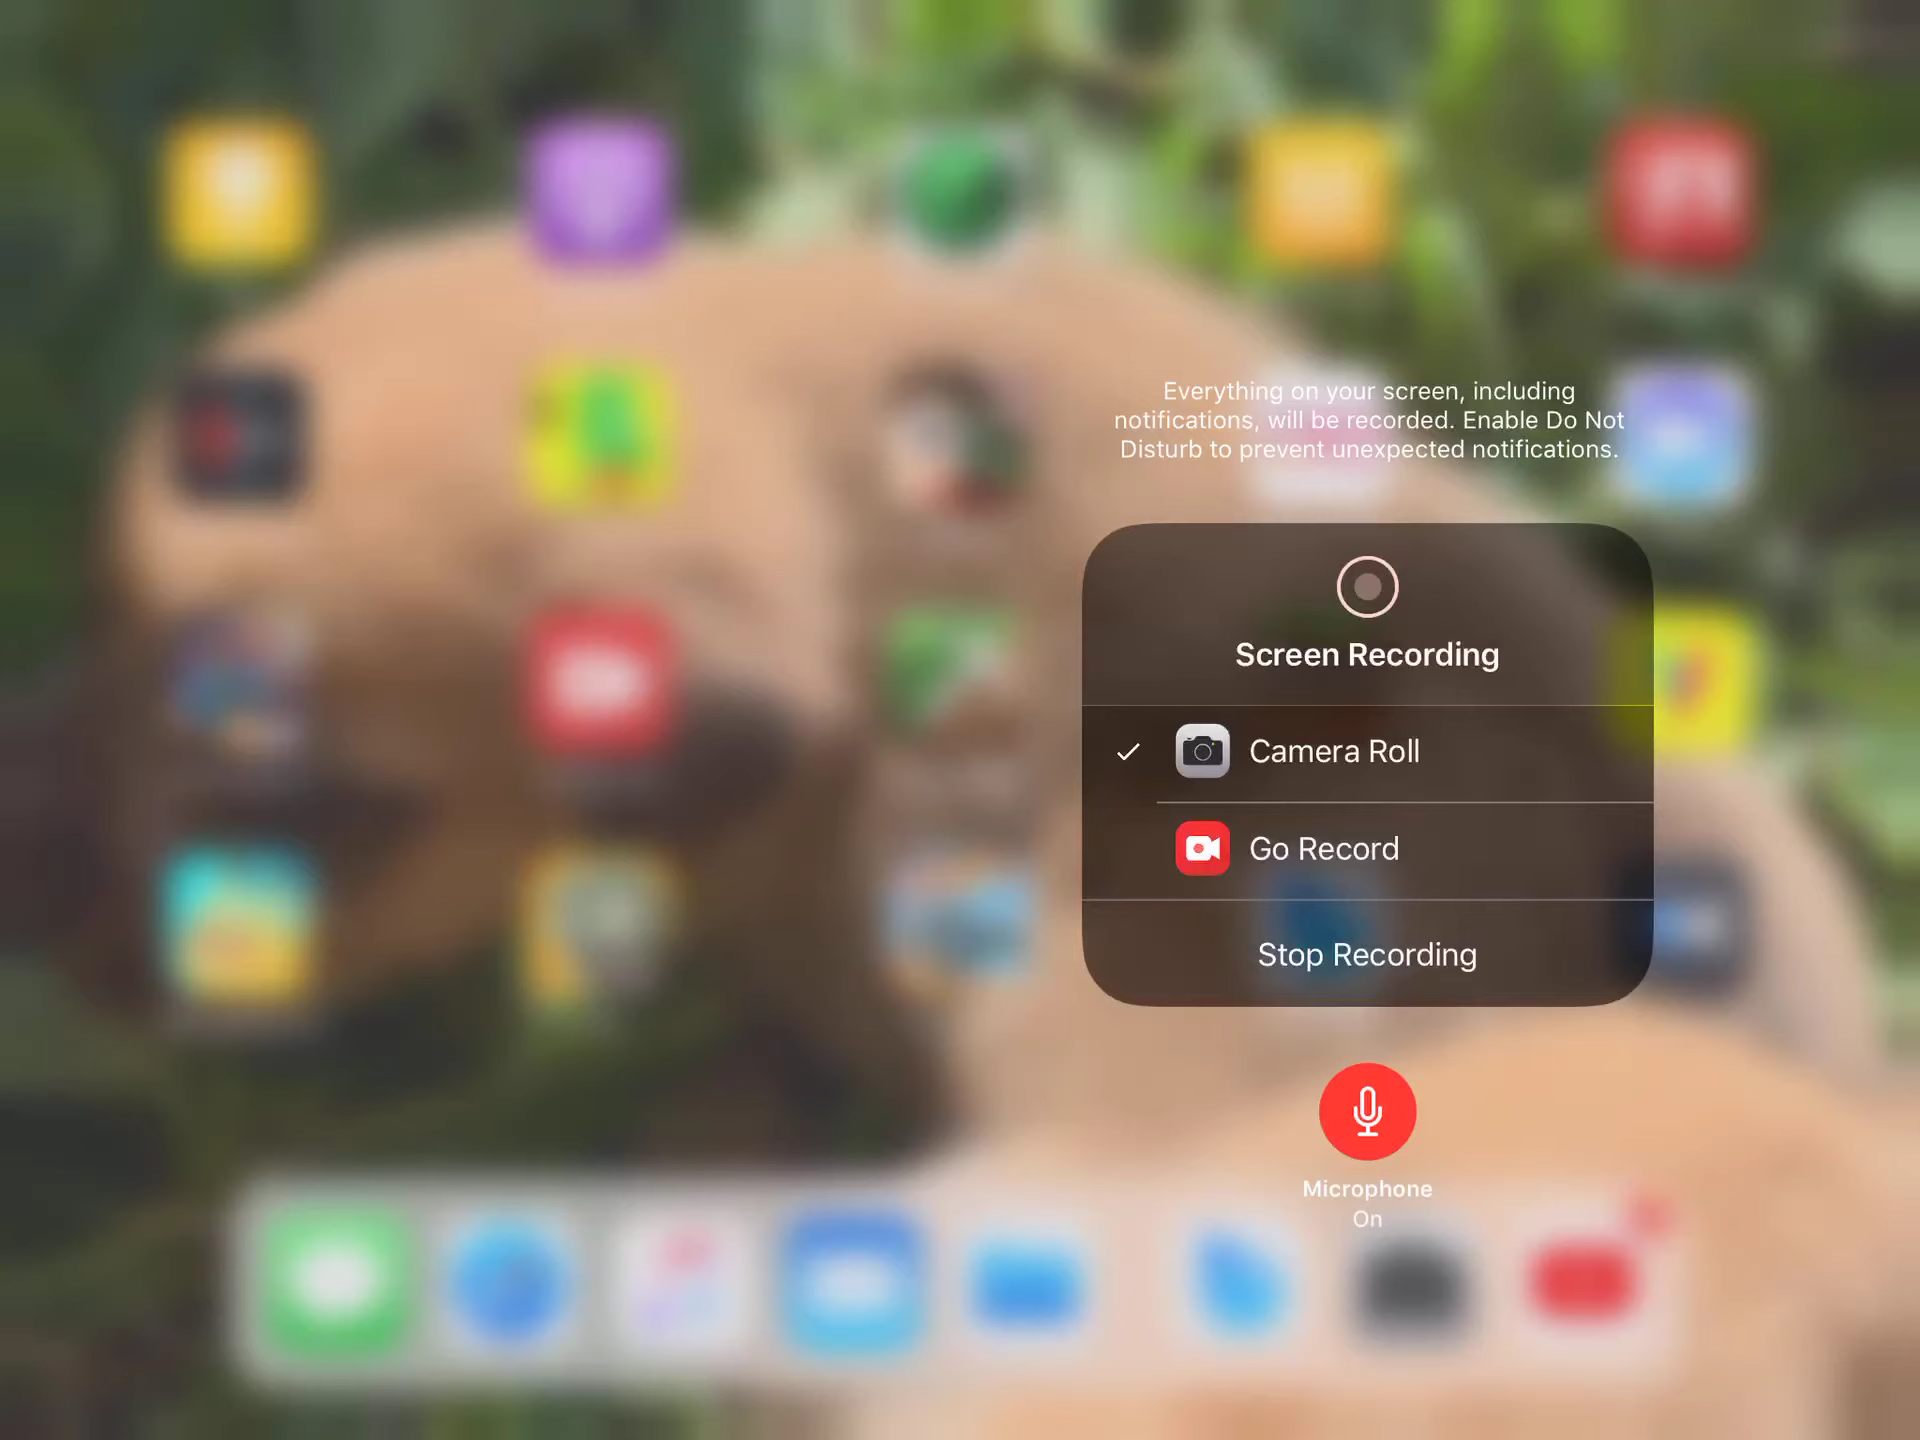 Everything on your screen, including
notifications, will be recorded. Enable Do Not
Disturb to prevent unexpected notifications.
Screen Recording
Camera Roll
Go Record
Stop Recording
Microphone
On